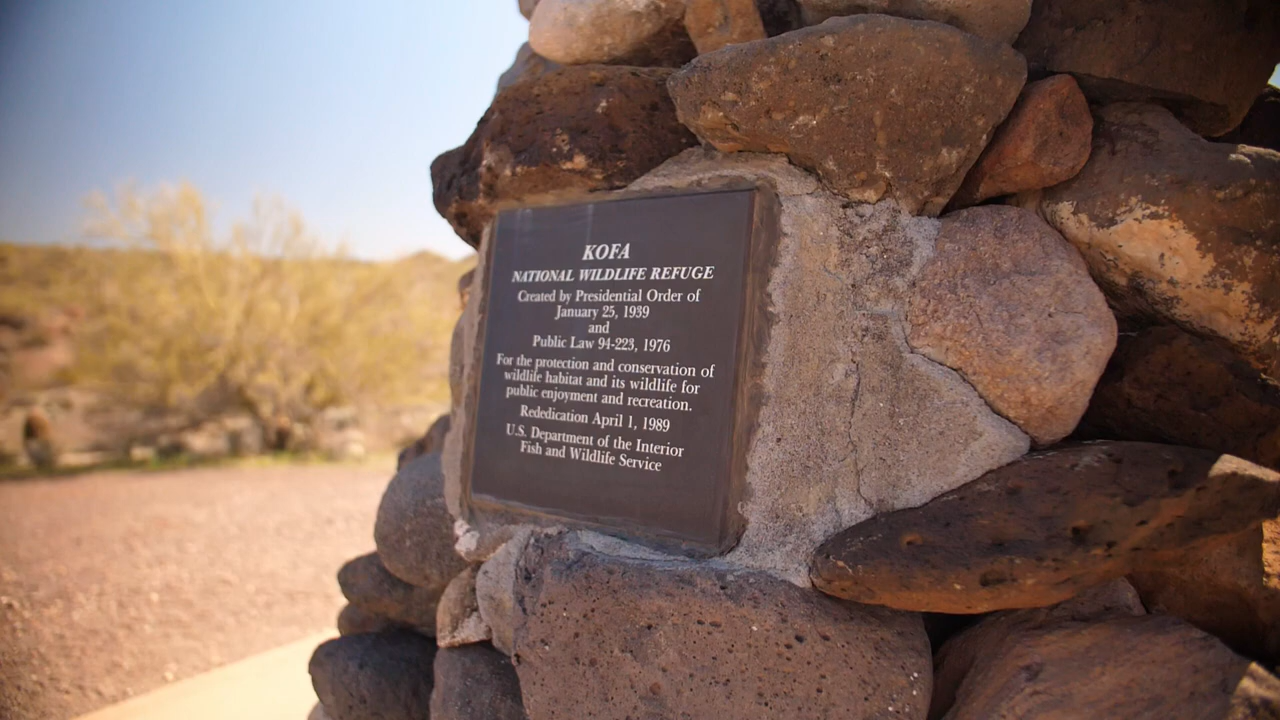 KOFA
NATIONAL WILDLIFE REFUGE
Created by Presidential Order of
January 25, 1939
and
Public Law 94-223, 1976
For the protection and conservation of
wildlife habitat and its wildlife for
public enjoyment and recreation.
Rededication April 1, 1989
U.S. Department of the Interior
Fish and Wildlife Service